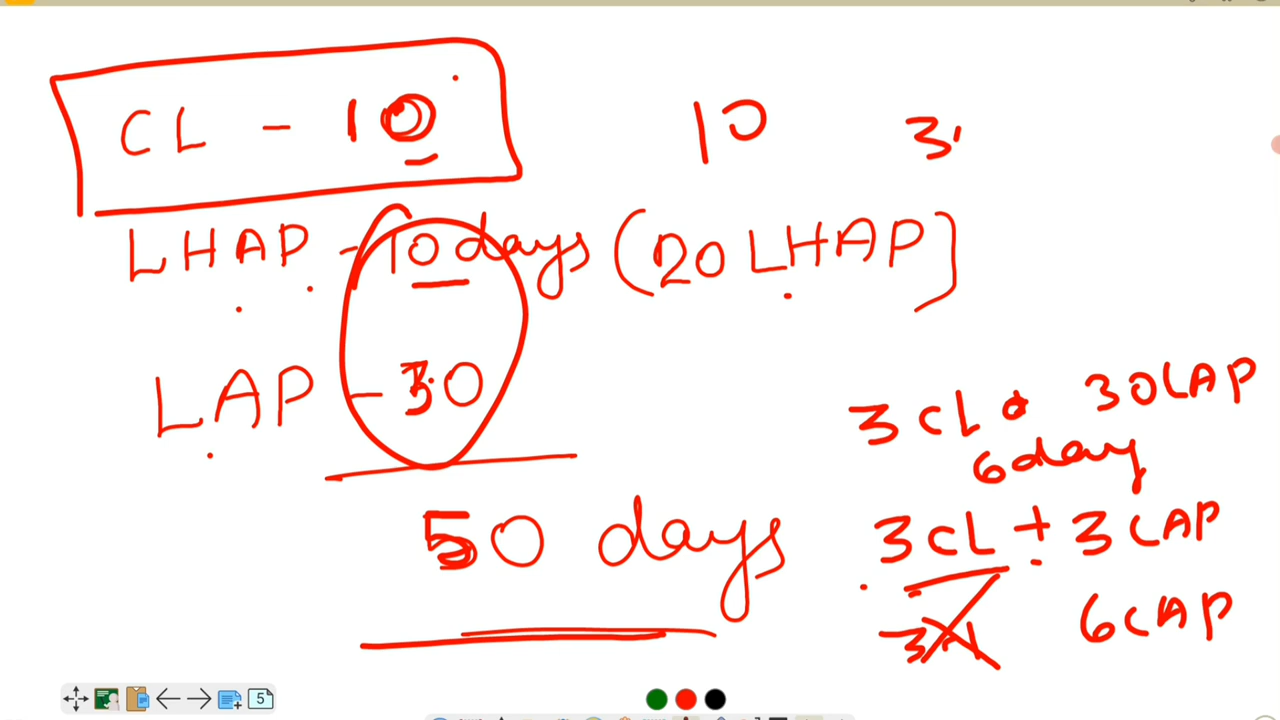 CL - 10
10
3
LHAP - 10 days (20 LHAP)
LAP - 30
50 days
3 CL 30 LAP
6 day
3 CL + 3 LAP
6 LAP
5